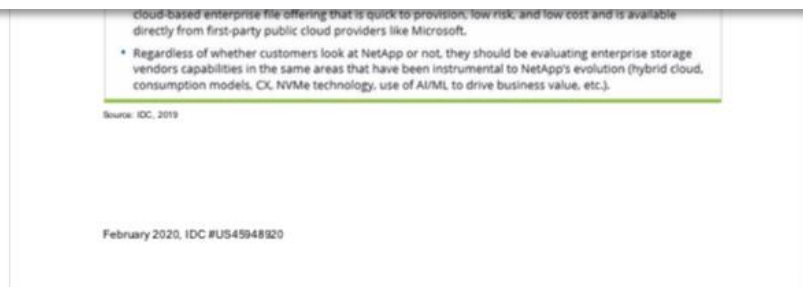 cloud-based enterprise file offering that is quick to provision, low risk, and low cost and is available
directly from first-party public cloud providers like Microsoft.
• Regardless of whether customers look at NetApp or not, they should be evaluating enterprise storage
vendors capabilities in the same areas that have been instrumental to NetApp's evolution (hybrid cloud,
consumption models, CX, NVMe technology, use of AI/ML to drive business value, etc.).
Source: IDC, 2019
February 2020, IDC #US45948920